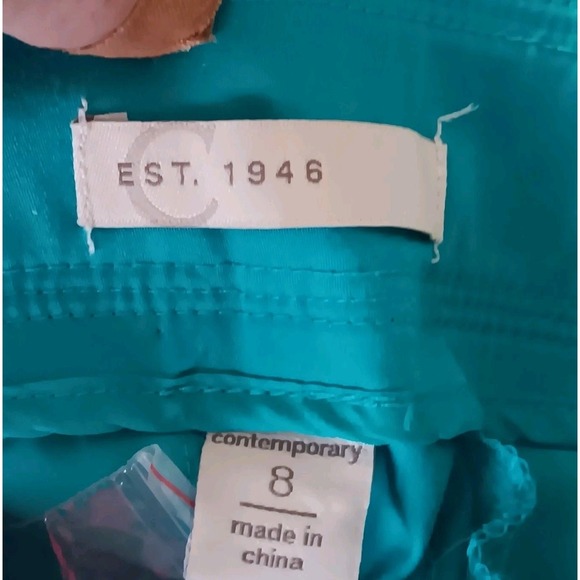 C
EST. 1946
contemporary
8
made in
china